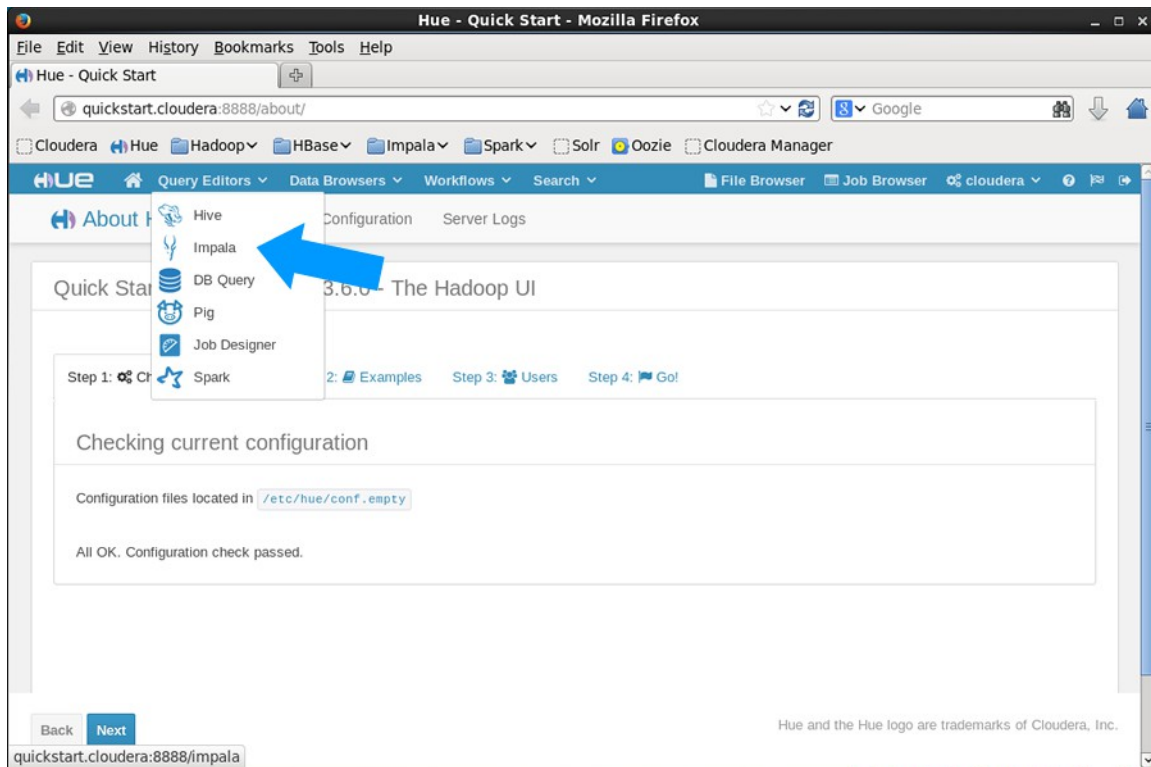 Hue - Quick Start - Mozilla Firefox
File Edit View History Bookmarks Tools Help
Hue - Quick Start
quickstart.cloudera:8888/about/
Google
Cloudera Hue Hadoop HBase Impala Spark Solr Oozie Cloudera Manager
HUE Query Editors Data Browsers Workflows Search File Browser Job Browser cloudera
About H
Configuration Server Logs
Hive
Impala
DB Query
Pig
Job Designer
Spark
Quick Star 3.6.0 - The Hadoop UI
Step 1: Ch 2: Examples Step 3: Users Step 4: Go!
Checking current configuration
Configuration files located in /etc/hue/conf.empty
All OK. Configuration check passed.
Back Next
Hue and the Hue logo are trademarks of Cloudera, Inc.
quickstart.cloudera:8888/impala